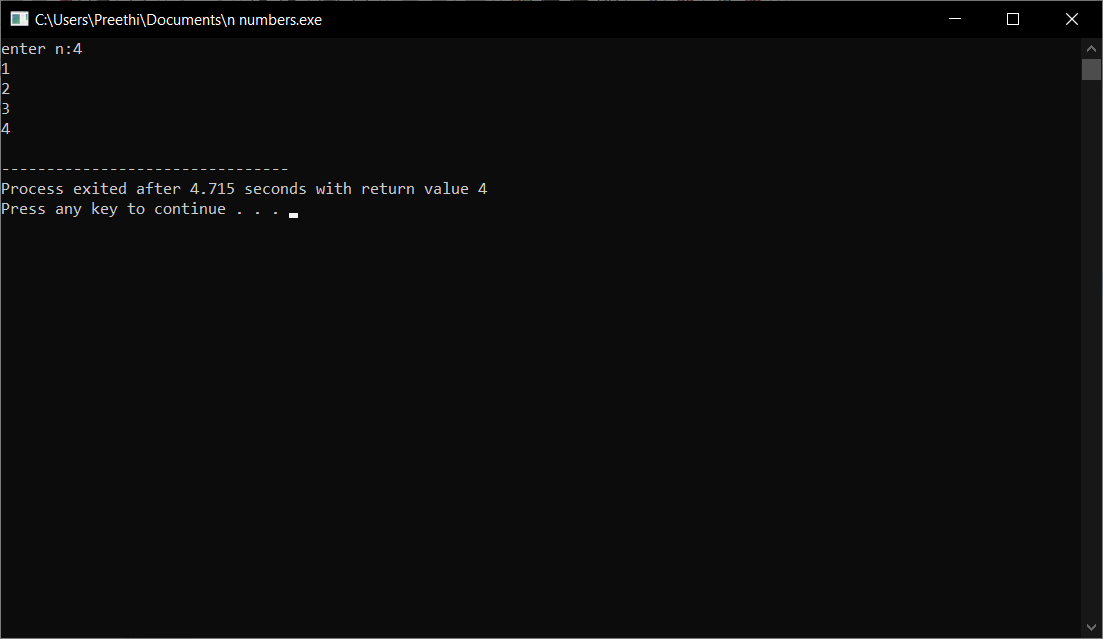 C:\Users\Preethi\Documents\n numbers.exe
enter n:4
1
2
3
4
--------------------------------
Process exited after 4.715 seconds with return value 4
Press any key to continue . . .